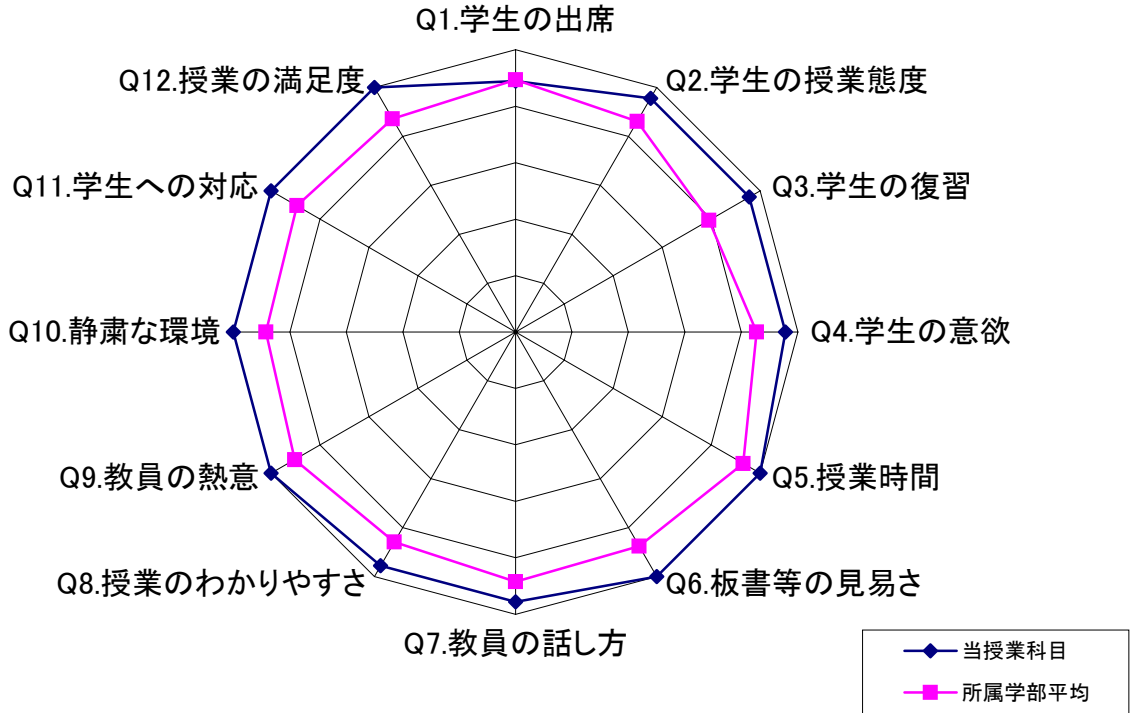 Q1.学生の出席
Q2.学生の授業態度
Q3.学生の復習
Q4.学生の意欲
Q5.授業時間
Q6.板書等の見易さ
Q7.教員の話し方
Q8.授業のわかりやすさ
Q9.教員の熱意
Q10.静粛な環境
Q11.学生への対応
Q12.授業の満足度
当授業科目
所属学部平均